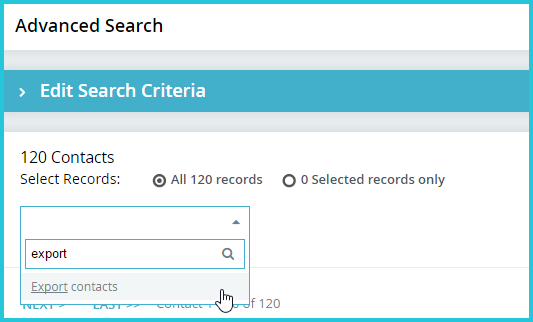 Advanced Search
Edit Search Criteria
120 Contacts
Select Records: All 120 records 0 Selected records only
export
Export contacts
NEXT > LAST >> Contact 1 of 120